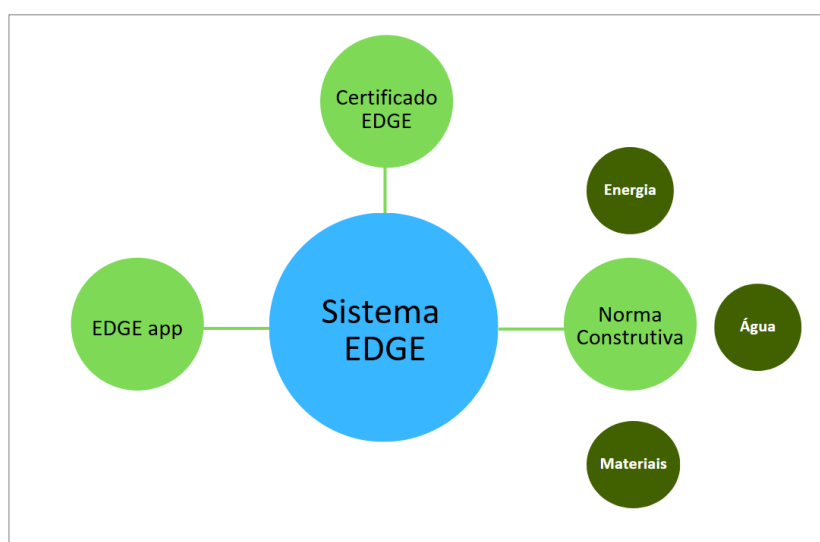 Certificado
EDGE
Energia
EDGE app
Sistema
EDGE
Norma
Construtiva
Água
Materiais